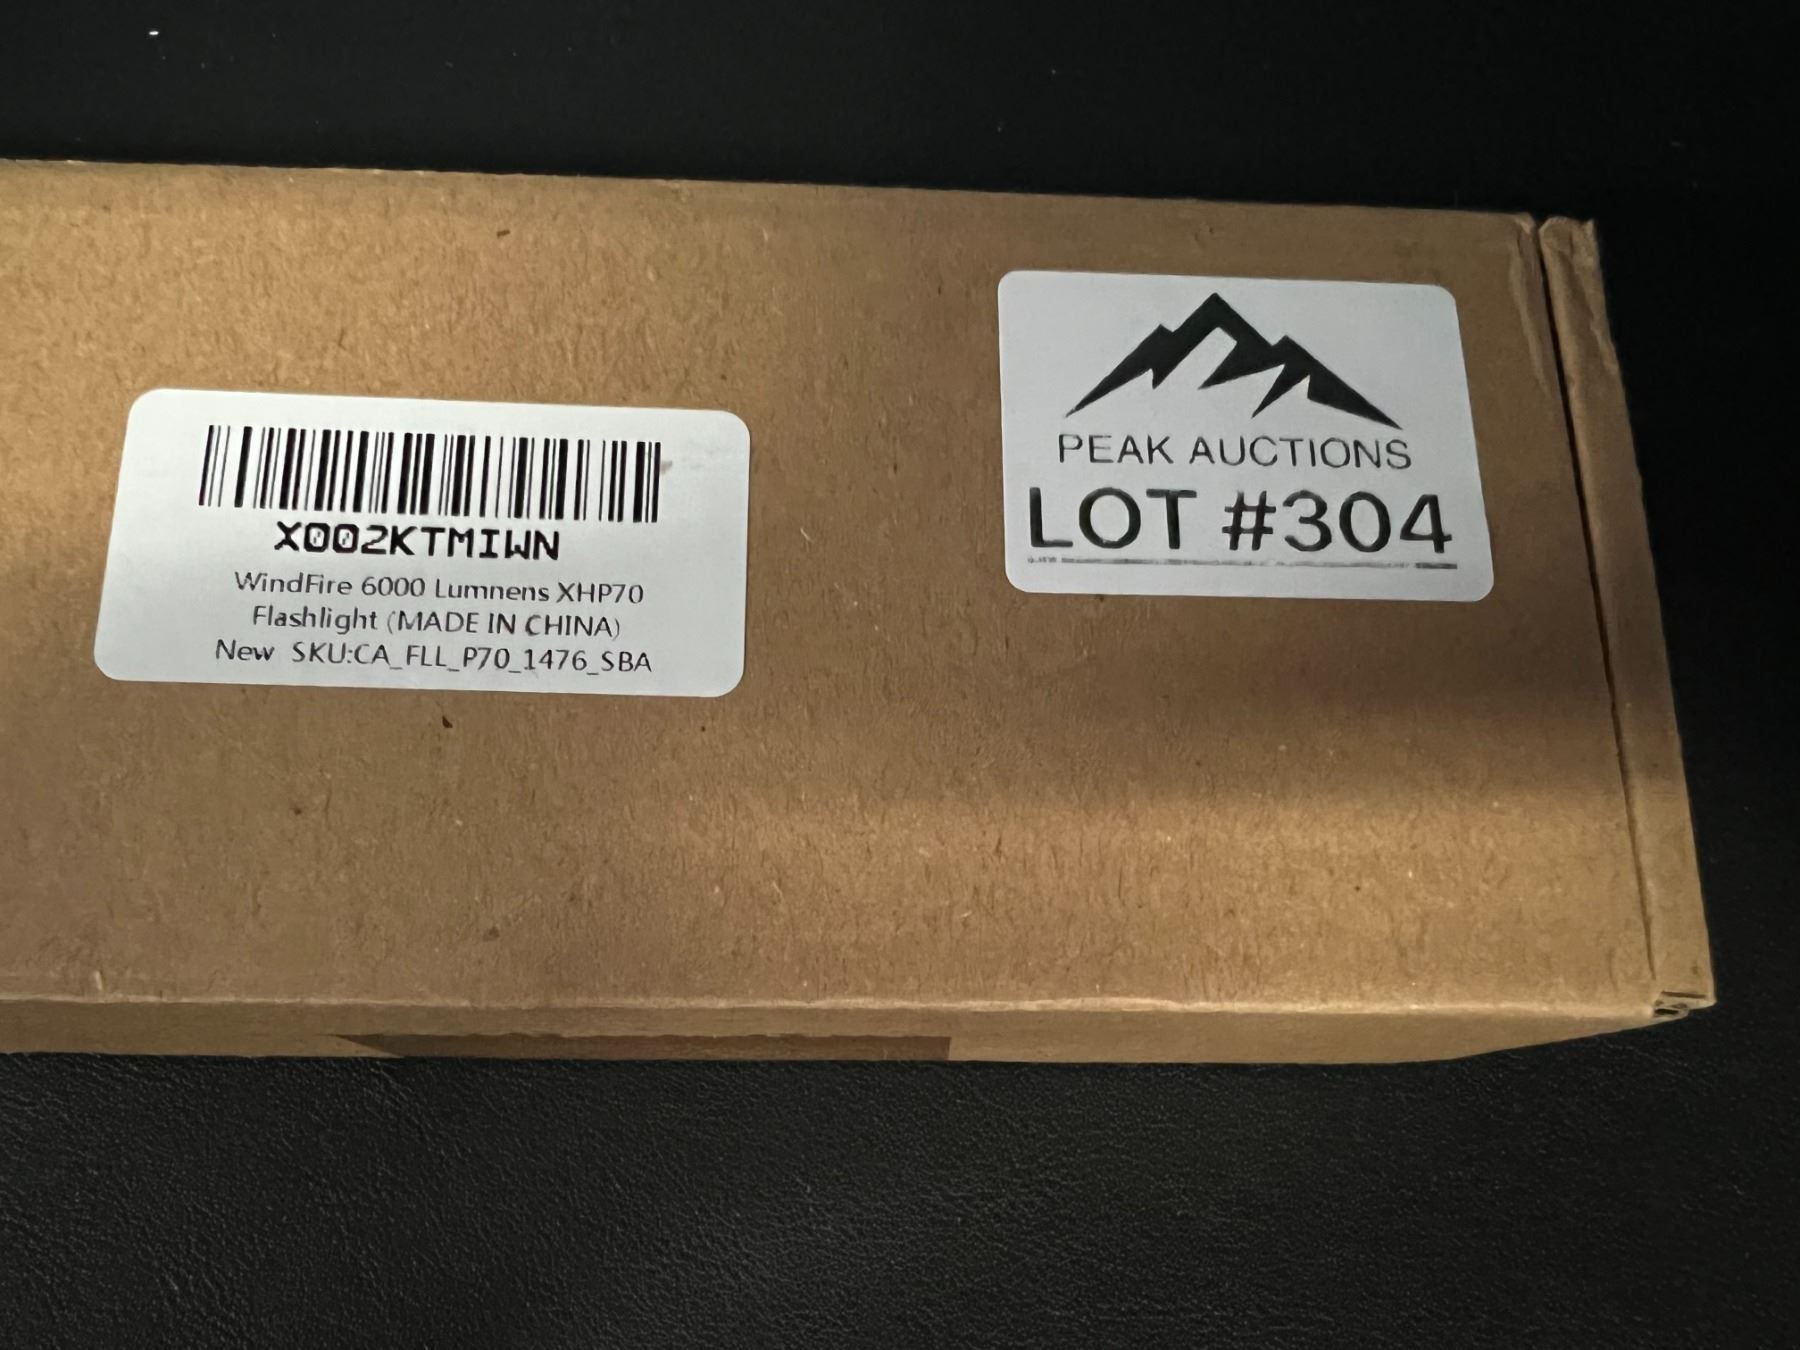 X002KTMIWN
WindFire 6000 Lumnens XHP70
Flashlight (MADE IN CHINA)
New SKU:CA_FLL_P70_1476_SBA
PEAK AUCTIONS
LOT #304